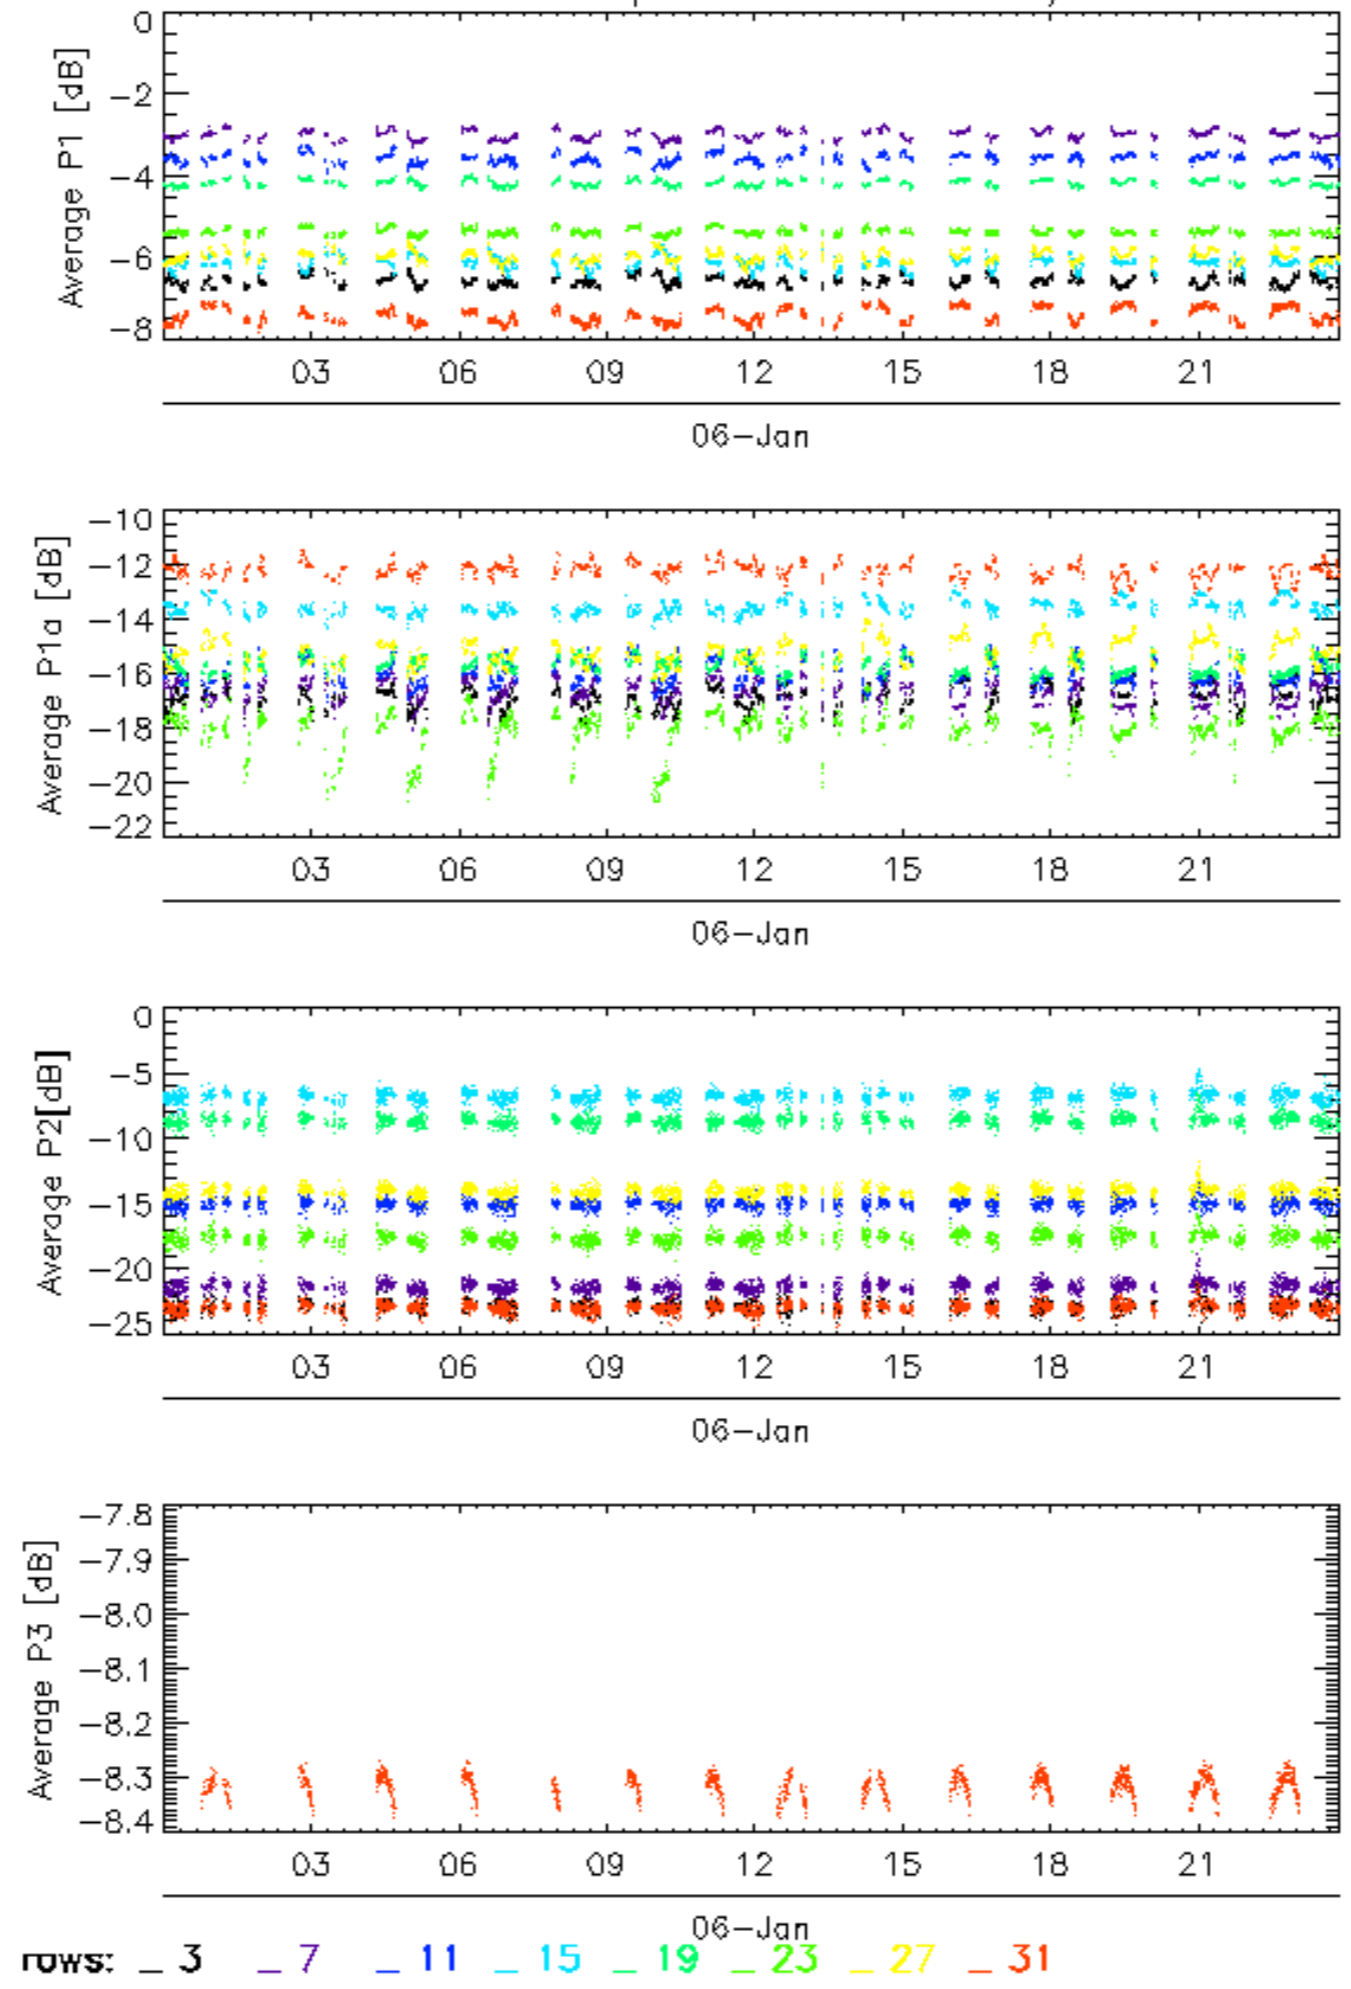 0
-2
-4
-6
-8
Average P1 [dB]
03 06 09 12 15 18 21
06-Jan
-10
-12
-14
-16
-18
-20
-22
Average P1a [dB]
03 06 09 12 15 18 21
06-Jan
0
-5
-10
-15
-20
-25
Average P2[dB]
03 06 09 12 15 18 21
06-Jan
-7.8
-7.9
-8.0
-8.1
-8.2
-8.3
-8.4
Average P3 [dB]
03 06 09 12 15 18 21
06-Jan
rows: _ 3 _ 7 _ 11 _ 15 _ 19 _ 23 _ 27 _ 31